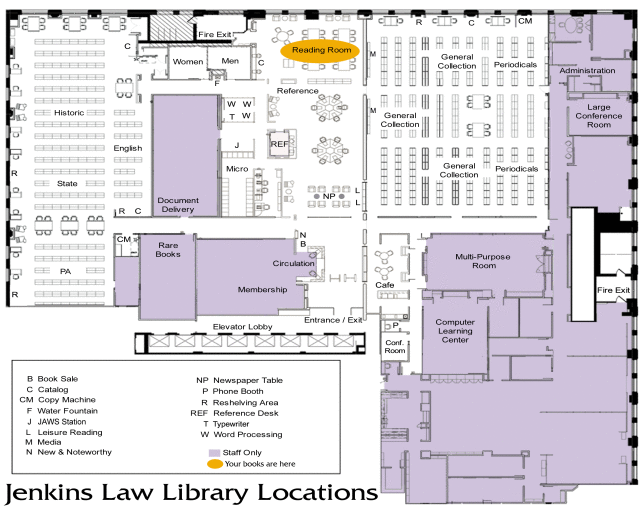 R
C
CM
Fire Exit
C
Reading Room
Women
Men
C
M
General
Collection
Periodicals
Administration
F
Reference
Historic
W W
T W
M
General
Collection
Large
Conference
Room
English
J
REF
R
State
Micro
General
Collection
Periodicals
Document
Delivery
NP
L
L
R C
CM
Rare
Books
N
B
Circulation
Multi-Purpose
Room
PA
R
Membership
Cafe
Fire Exit
Entrance / Exit
Elevator Lobby
P
Computer
Learning
Center
Conf.
Room
B Book Sale
C Catalog
CM Copy Machine
F Water Fountain
J JAWS Station
L Leisure Reading
M Media
N New & Noteworthy
NP Newspaper Table
P Phone Booth
R Reshelving Area
REF Reference Desk
T Typewriter
W Word Processing
Staff Only
Your books are here
Jenkins Law Library Locations